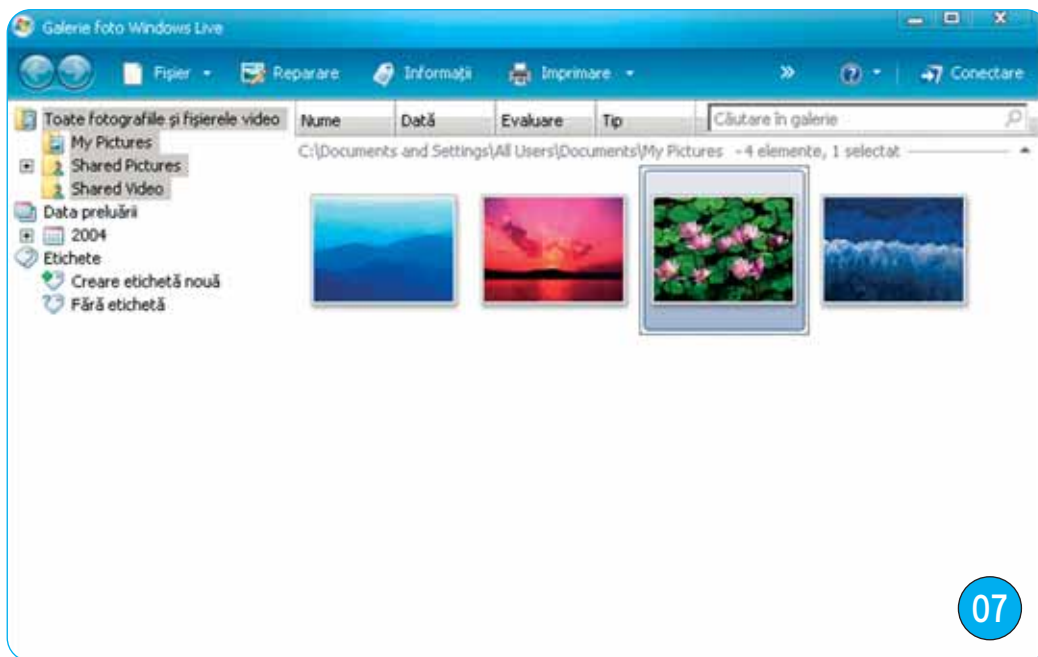 Galerie foto Windows Live
Fișier Reparare Informații Imprimare » Conectare
Toate fotografiile și fișierele video
My Pictures
Shared Pictures
Shared Video
Data preluării
2004
Etichete
Creare etichetă nouă
Fără etichetă
Nume Dată Evaluare Tip Căutare în galerie
C:\Documents and Settings\All Users\Documents\My Pictures - 4 elemente, 1 selectat
07